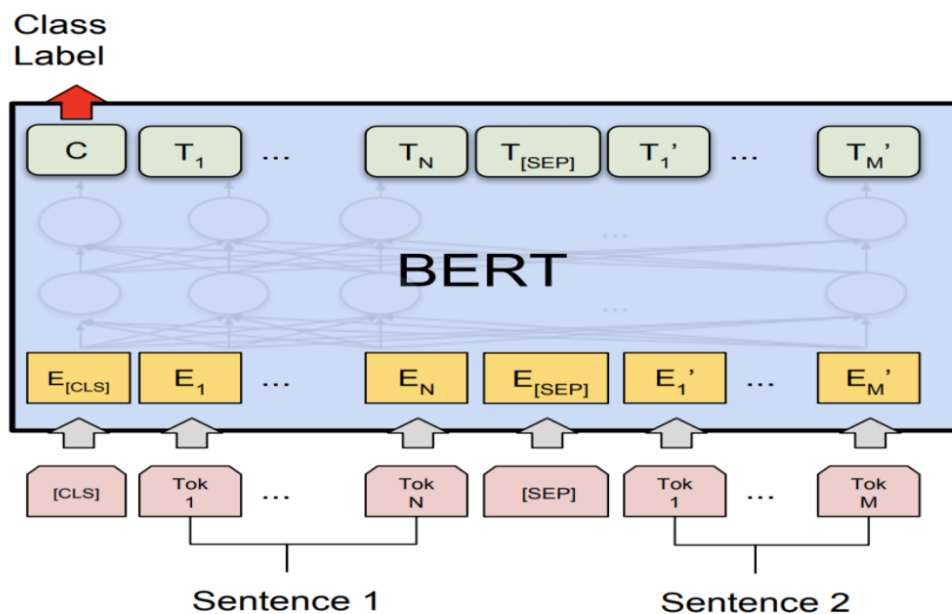 Class
Label
C T1 ... TN T[SEP] T1' ... TM'
...
BERT
...
E[CLS] E1 ... EN E[SEP] E1' ... EM'
[CLS] Tok 1 ... Tok N [SEP] Tok 1 ... Tok M
Sentence 1 Sentence 2